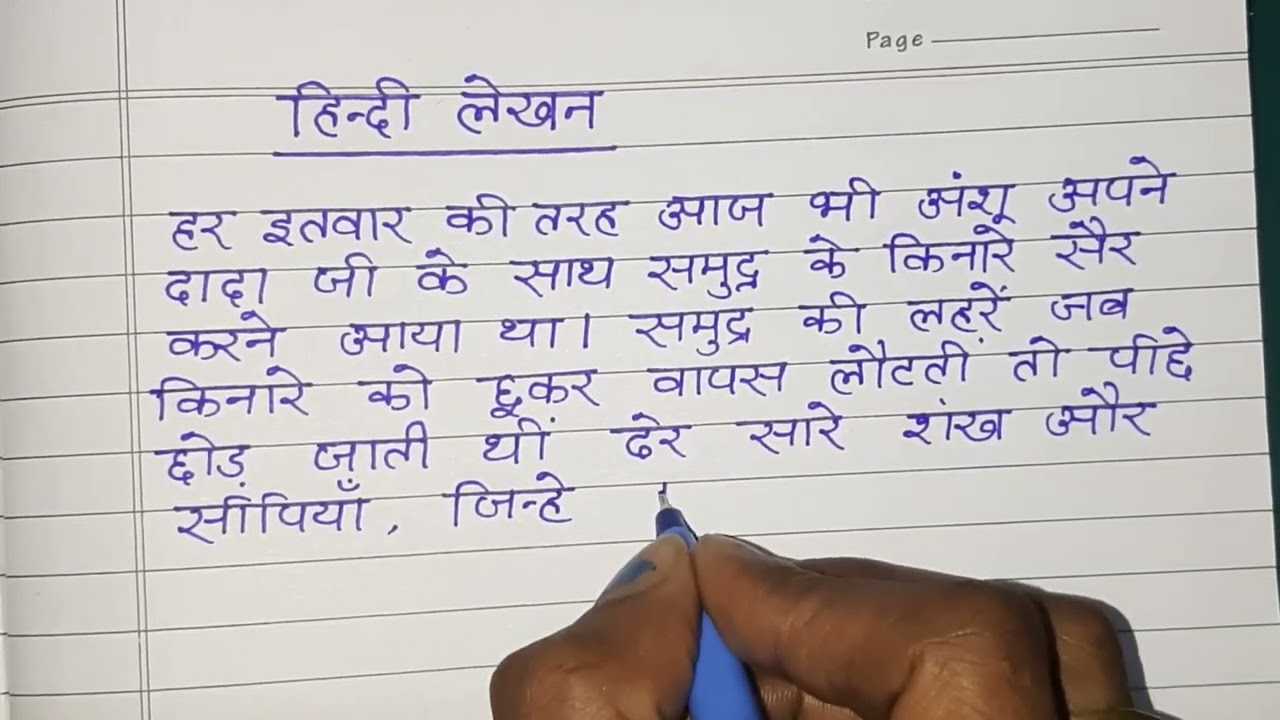 Page
हिन्दी लेखन
हर इतवार की तरह आज भी अंशू अपने
दादा जी के साथ समुद्र के किनारे सैर
करने आया था। समुद्र की लहरें जब
किनारे को छूकर वापस लौटतीं तो पीछे
छोड़ जाती थीं ढेर सारे शंख और
सीपियाँ, जिन्हे